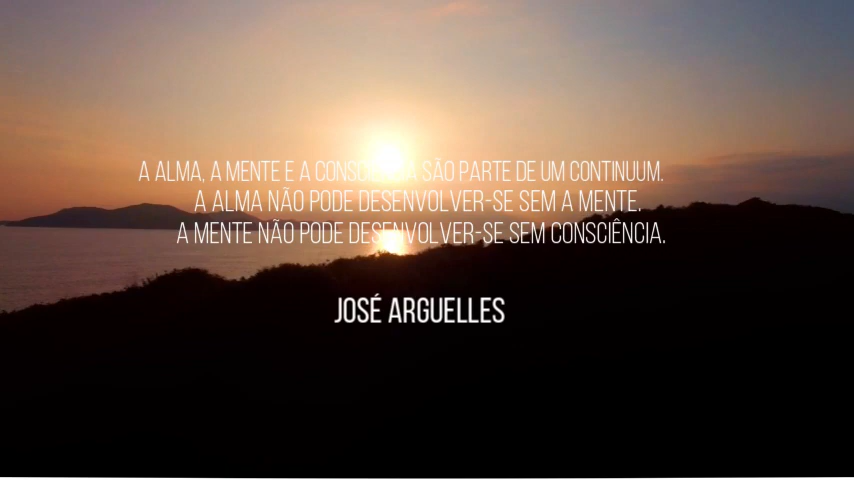 A ALMA, A MENTE E A CONSCIÊNCIA SÃO PARTE DE UM CONTINUUM.
A ALMA NÃO PODE DESENVOLVER-SE SEM A MENTE.
A MENTE NÃO PODE DESENVOLVER-SE SEM CONSCIÊNCIA.
JOSÉ ARGUELLES